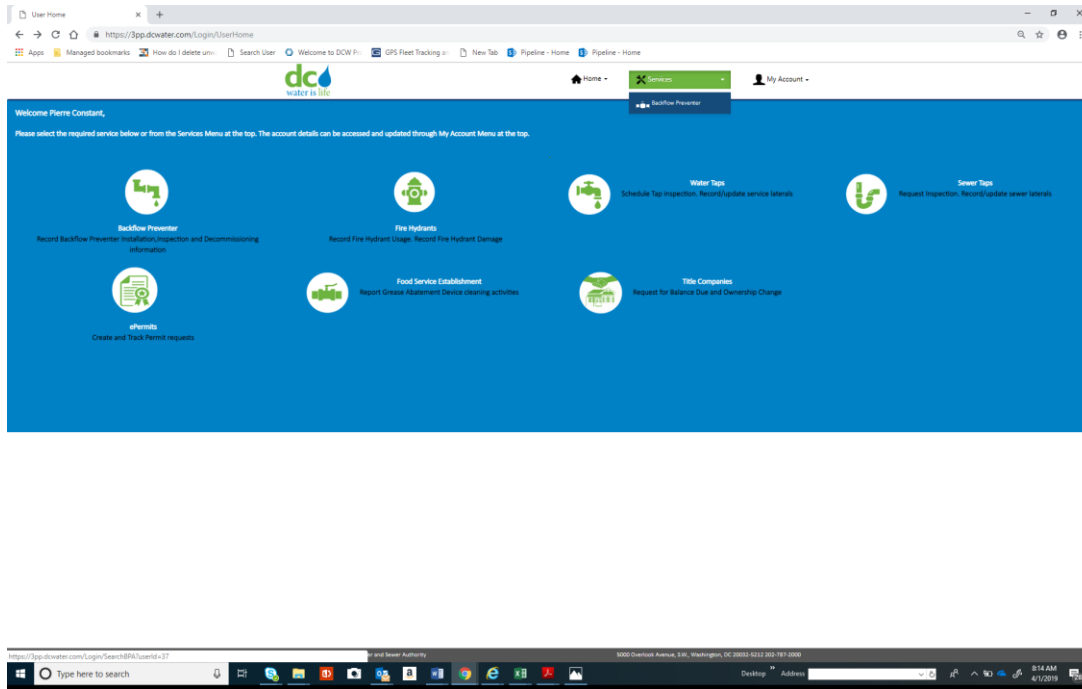 User Home
https://3pp.dcwater.com/Login/UserHome
Apps Managed bookmarks How do I delete unw Search User Welcome to DCW Pr GPS Fleet Tracking a New Tab Pipeline - Home Pipeline - Home
dc
water is life
Home Services My Account
Backflow Preventer
Welcome Pierre Constant,
Please select the required service below or from the Services Menu at the top. The account details can be accessed and updated through My Account Menu at the top.
Backflow Preventer
Record Backflow Preventer Installation,Inspection and Decommissioning
information
Fire Hydrants
Record Fire Hydrant Usage. Record Fire Hydrant Damage
Water Taps
Schedule Tap inspection. Record/update service laterals
Sewer Taps
Request Inspection. Record/update sewer laterals
ePermits
Create and Track Permit requests
Food Service Establishment
Report Grease Abatement Device cleaning activities
Title Companies
Request for Balance Due and Ownership Change
https://3pp.dcwater.com/Login/SearchBPA?userId=37
er and Sewer Authority 5000 Overlook Avenue, S.W., Washington, DC 20032-5212 202-787-2000
Type here to search
Desktop Address
8:14 AM
4/1/2019